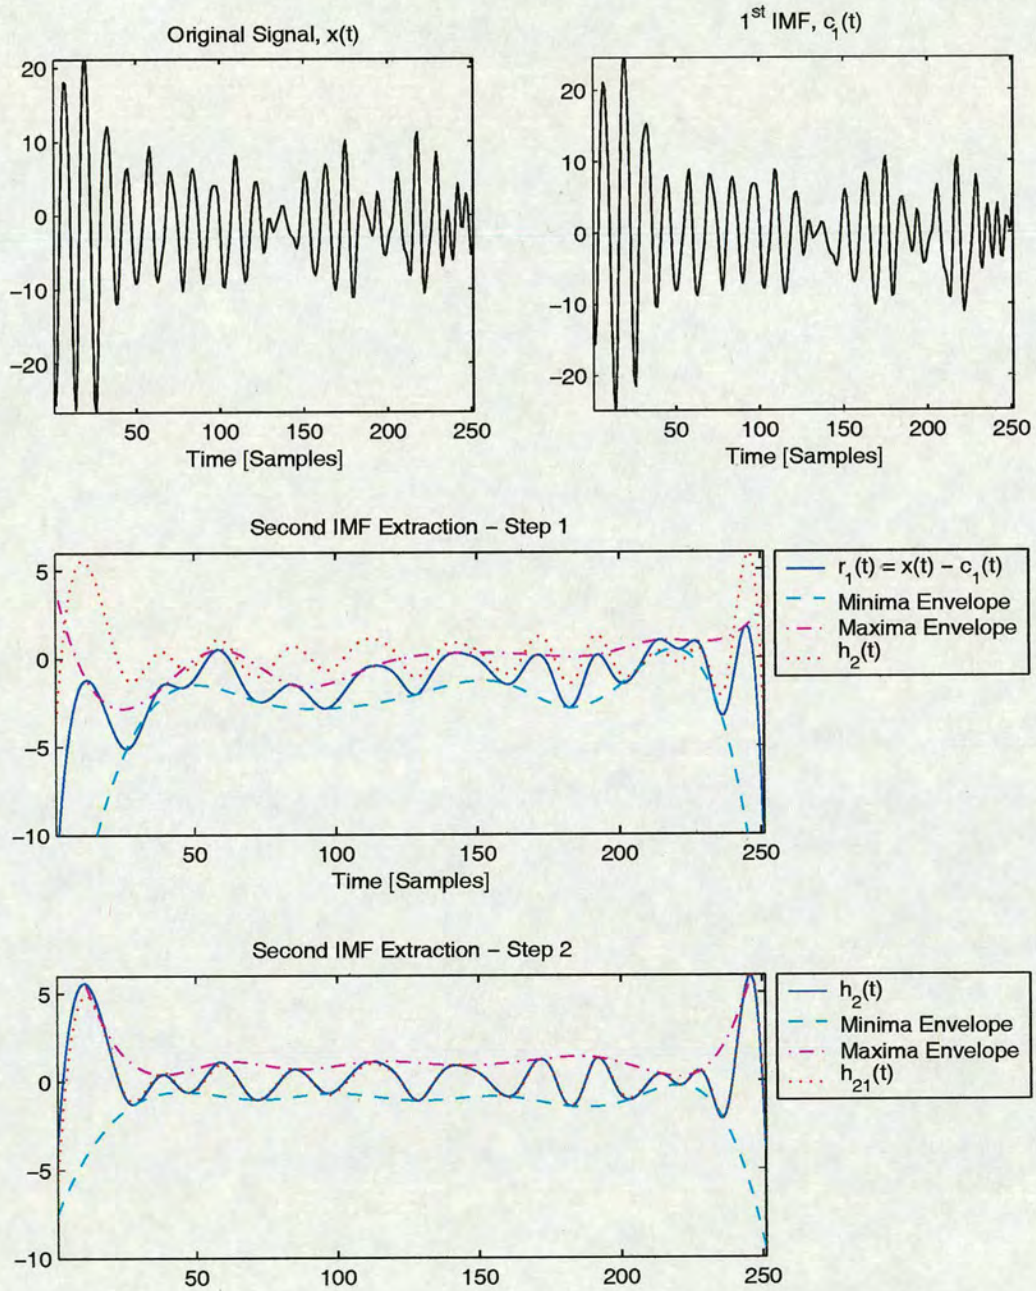 Original Signal, x(t)
20
10
0
−10
−20
50
100
150
200
250
Time [Samples]
1st IMF, c1(t)
20
10
0
−10
−20
50
100
150
200
250
Time [Samples]
Second IMF Extraction − Step 1
5
0
−5
−10
50
100
150
200
250
Time [Samples]
r1(t) = x(t) − c1(t)
Minima Envelope
Maxima Envelope
h2(t)
Second IMF Extraction − Step 2
5
0
−5
−10
50
100
150
200
250
h2(t)
Minima Envelope
Maxima Envelope
h21(t)